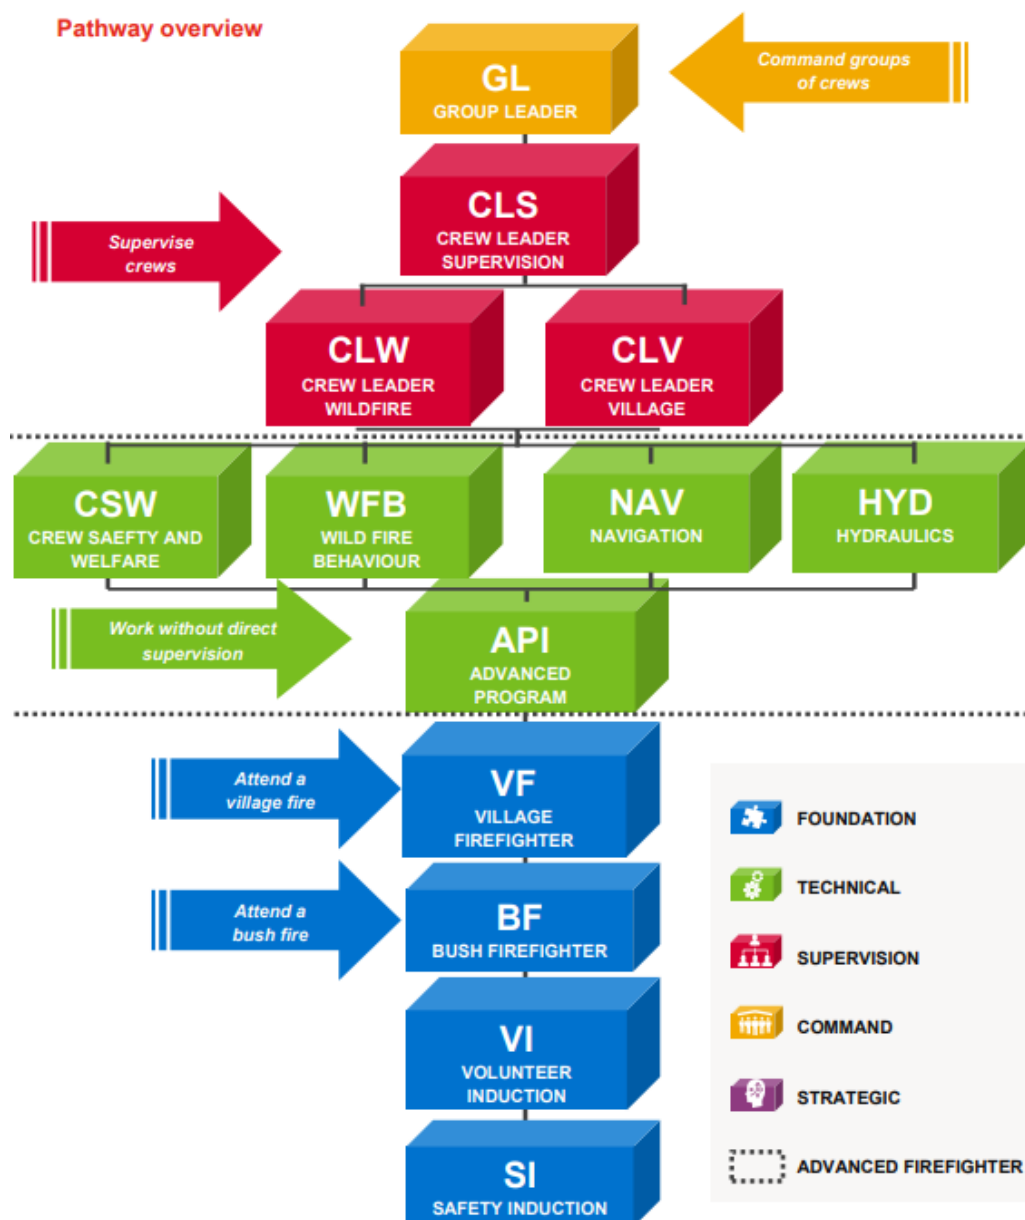 Pathway overview
GL
GROUP LEADER
Command groups
of crews
CLS
CREW LEADER
SUPERVISION
Supervise
crews
CLW
CREW LEADER
WILDFIRE
CLV
CREW LEADER
VILLAGE
CSW
CREW SAEFTY AND
WELFARE
WFB
WILD FIRE
BEHAVIOUR
NAV
NAVIGATION
HYD
HYDRAULICS
Work without direct
supervision
API
ADVANCED
PROGRAM
Attend a
village fire
VF
VILLAGE
FIREFIGHTER
Attend a
bush fire
BF
BUSH FIREFIGHTER
VI
VOLUNTEER
INDUCTION
SI
SAFETY INDUCTION
FOUNDATION
TECHNICAL
SUPERVISION
COMMAND
STRATEGIC
ADVANCED FIREFIGHTER